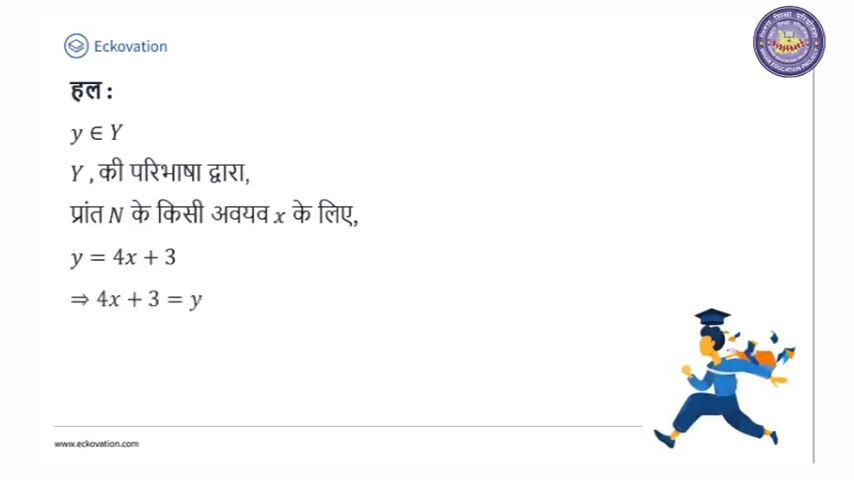 Eckovation
हल :
y ∈ Y
Y , की परिभाषा द्वारा,
प्रांत N के किसी अवयव x के लिए,
y = 4x + 3
⇒ 4x + 3 = y
www.eckovation.com